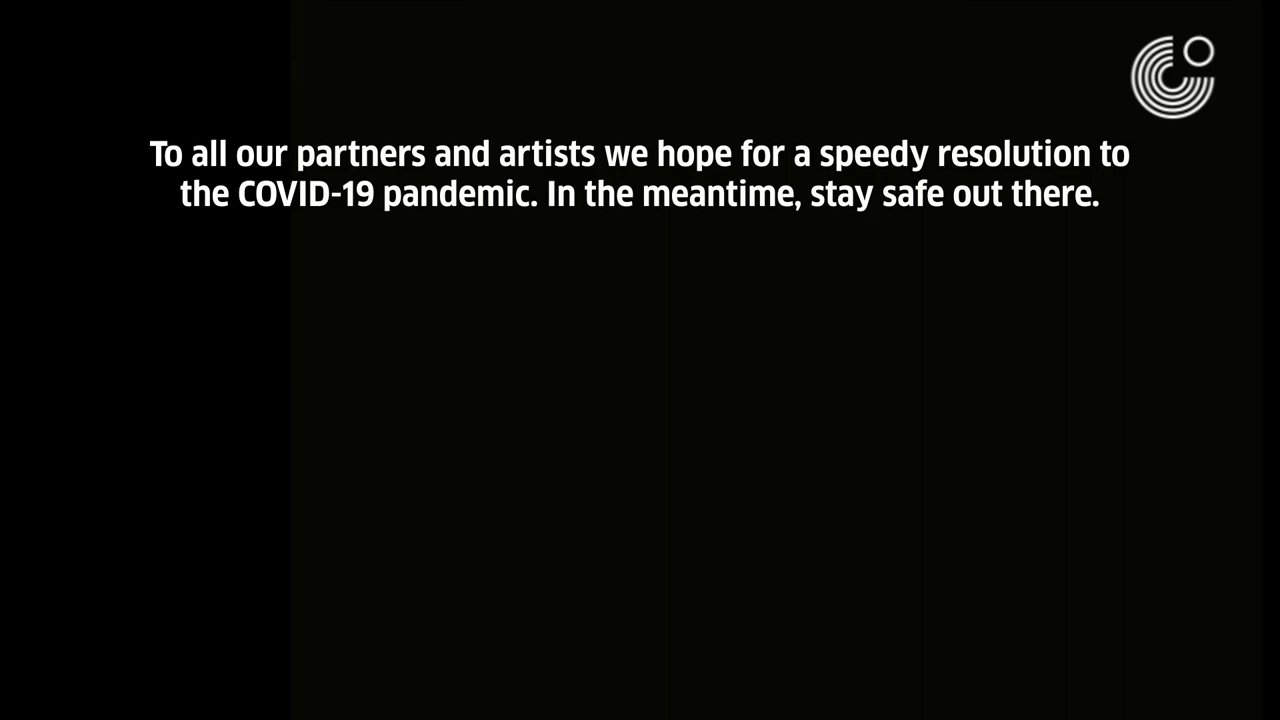 To all our partners and artists we hope for a speedy resolution to
the COVID-19 pandemic. In the meantime, stay safe out there.